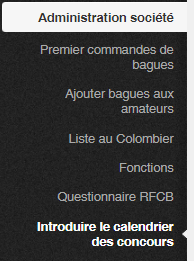 Administration société
Premier commandes de
bagues
Ajouter bagues aux
amateurs
Liste au Colombier
Fonctions
Questionnaire RFCB
Introduire le calendrier
des concours